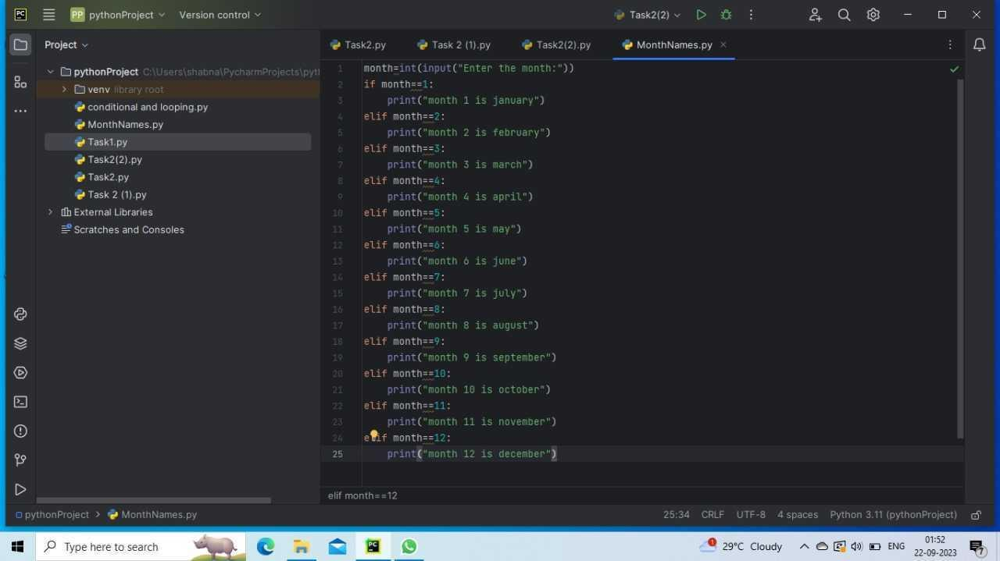 PC
PP pythonProject
Version control
Task2(2)
Project
Task2.py
Task 2 (1).py
Task2(2).py
MonthNames.py
pythonProject C:\Users\shabna\PycharmProjects\pyt
venv library root
conditional and looping.py
MonthNames.py
Task1.py
Task2(2).py
Task2.py
Task 2 (1).py
External Libraries
Scratches and Consoles
1 month=int(input("Enter the month:"))
2 if month==1:
3     print("month 1 is january")
4 elif month==2:
5     print("month 2 is february")
6 elif month==3:
7     print("month 3 is march")
8 elif month==4:
9     print("month 4 is april")
10 elif month==5:
11     print("month 5 is may")
12 elif month==6:
13     print("month 6 is june")
14 elif month==7:
15     print("month 7 is july")
16 elif month==8:
17     print("month 8 is august")
18 elif month==9:
19     print("month 9 is september")
20 elif month==10:
21     print("month 10 is october")
22 elif month==11:
23     print("month 11 is november")
24 elif month==12:
25     print("month 12 is december")
elif month==12
pythonProject > MonthNames.py
25:34 CRLF UTF-8 4 spaces Python 3.11 (pythonProject)
Type here to search
PC
1
29°C Cloudy
ENG
01:52
22-09-2023
7